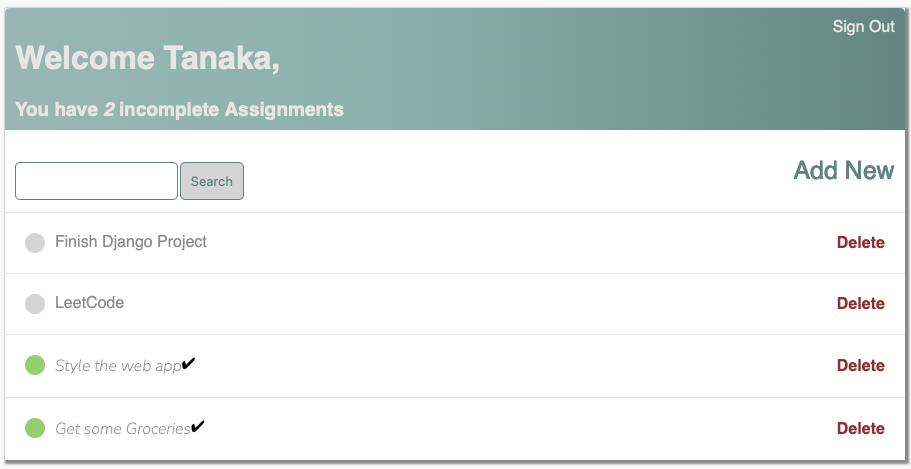 Sign Out
Welcome Tanaka,
You have 2 incomplete Assignments
Search
Add New
Finish Django Project
Delete
LeetCode
Delete
Style the web app✔
Delete
Get some Groceries✔
Delete